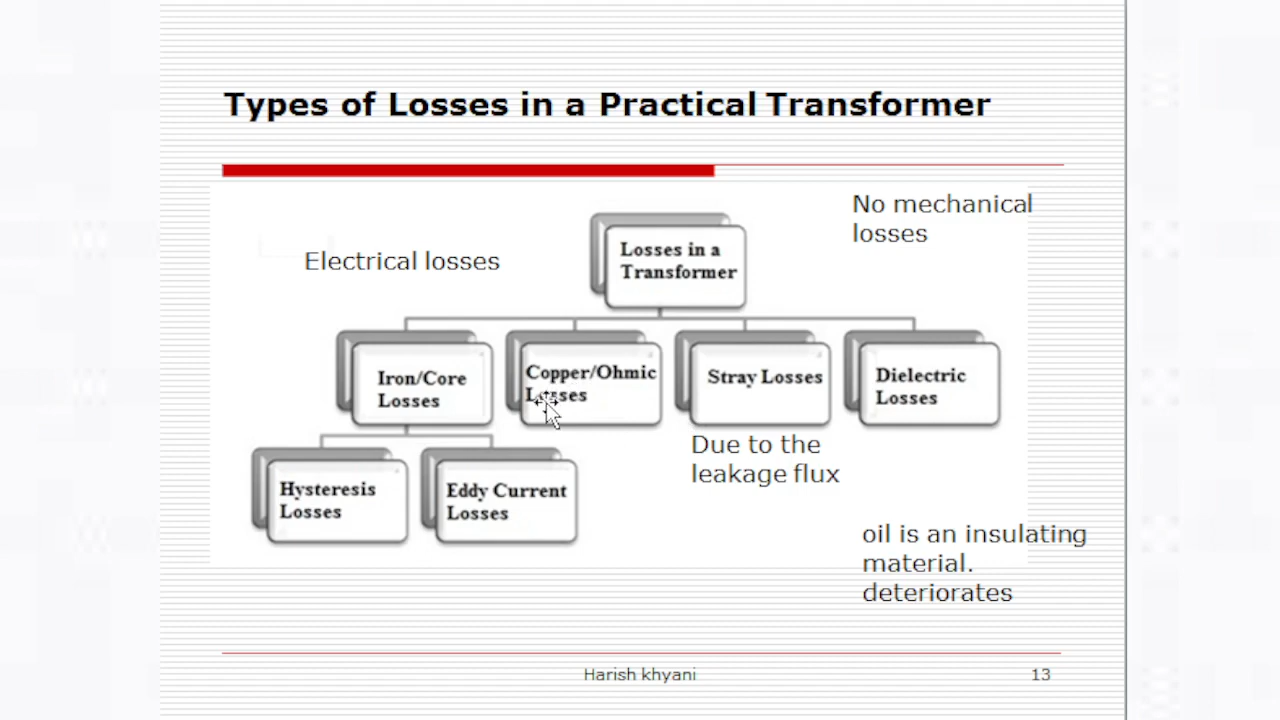 Types of Losses in a Practical Transformer
No mechanical
losses
Electrical losses
Losses in a
Transformer
Iron/Core
Losses
Copper/Ohmic
Losses
Stray Losses
Dielectric
Losses
Due to the
leakage flux
Hysteresis
Losses
Eddy Current
Losses
oil is an insulating
material.
deteriorates
Harish khyani
13